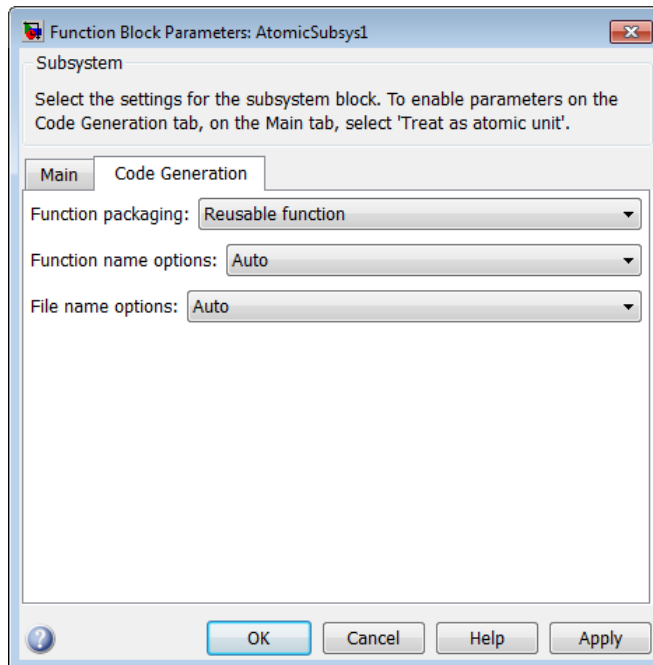 Function Block Parameters: AtomicSubsys1
Subsystem
Select the settings for the subsystem block. To enable parameters on the
Code Generation tab, on the Main tab, select 'Treat as atomic unit'.
Main Code Generation
Function packaging: Reusable function
Function name options: Auto
File name options: Auto
? OK Cancel Help Apply